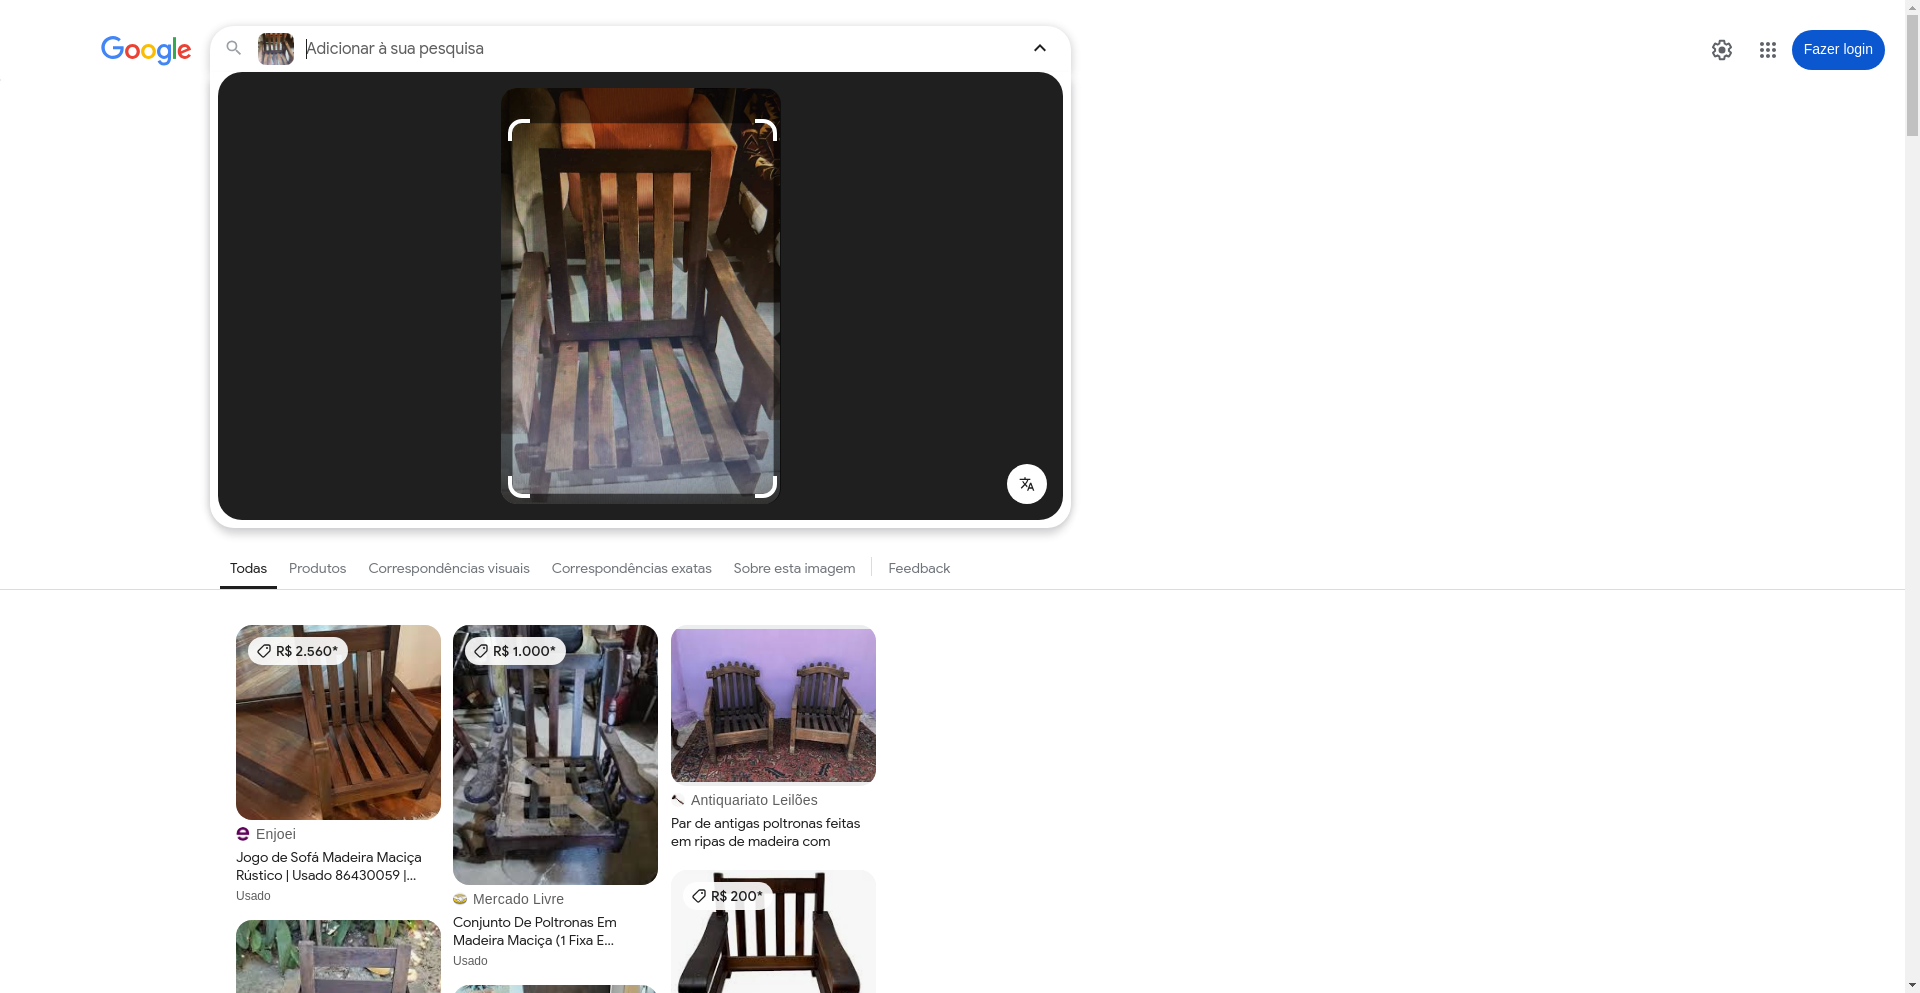 Google
Adicionar à sua pesquisa
Fazer login
Todas
Produtos
Correspondências visuais
Correspondências exatas
Sobre esta imagem
Feedback
R$ 2.560*
Enjoei
Jogo de Sofá Madeira Maciça
Rústico | Usado 86430059 |...
Usado
R$ 1.000*
Mercado Livre
Conjunto De Poltronas Em
Madeira Maciça (1 Fixa E...
Usado
Antiquariato Leilões
Par de antigas poltronas feitas
em ripas de madeira com
R$ 200*